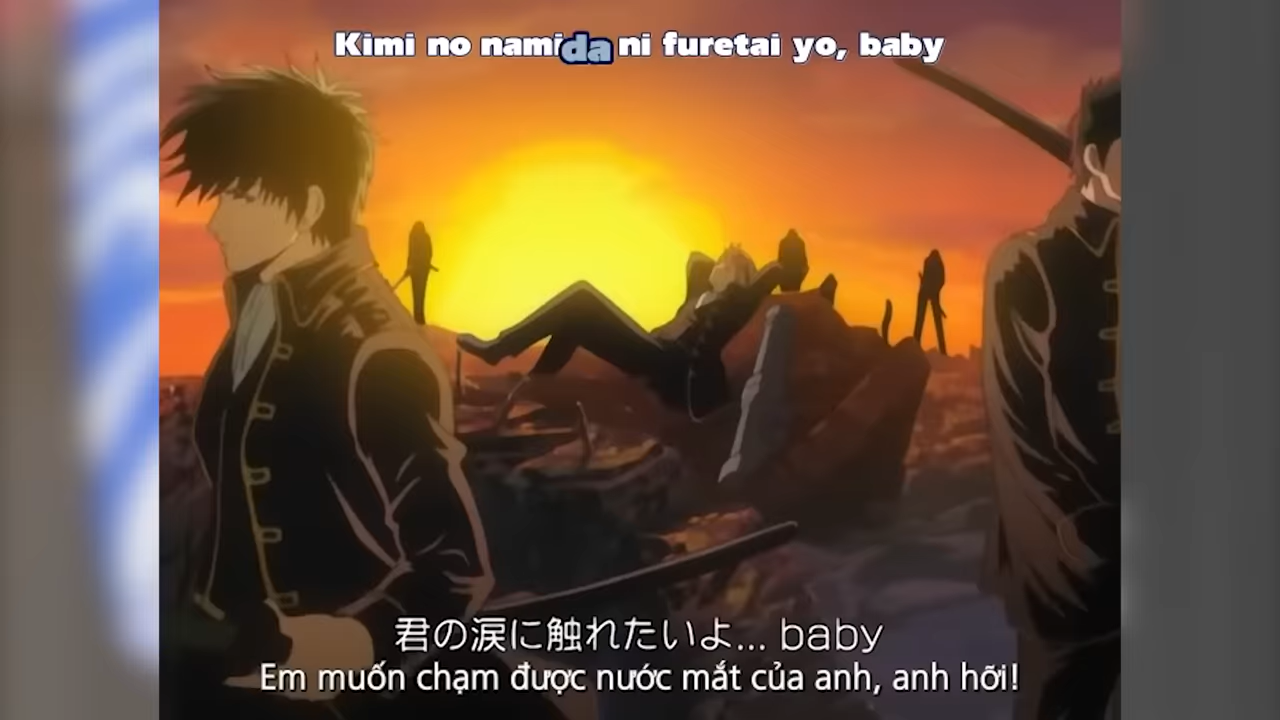 Kimi no namida ni furetai yo, baby
君の涙に触れたいよ... baby
Em muốn chạm được nước mắt của anh, anh hỡi!